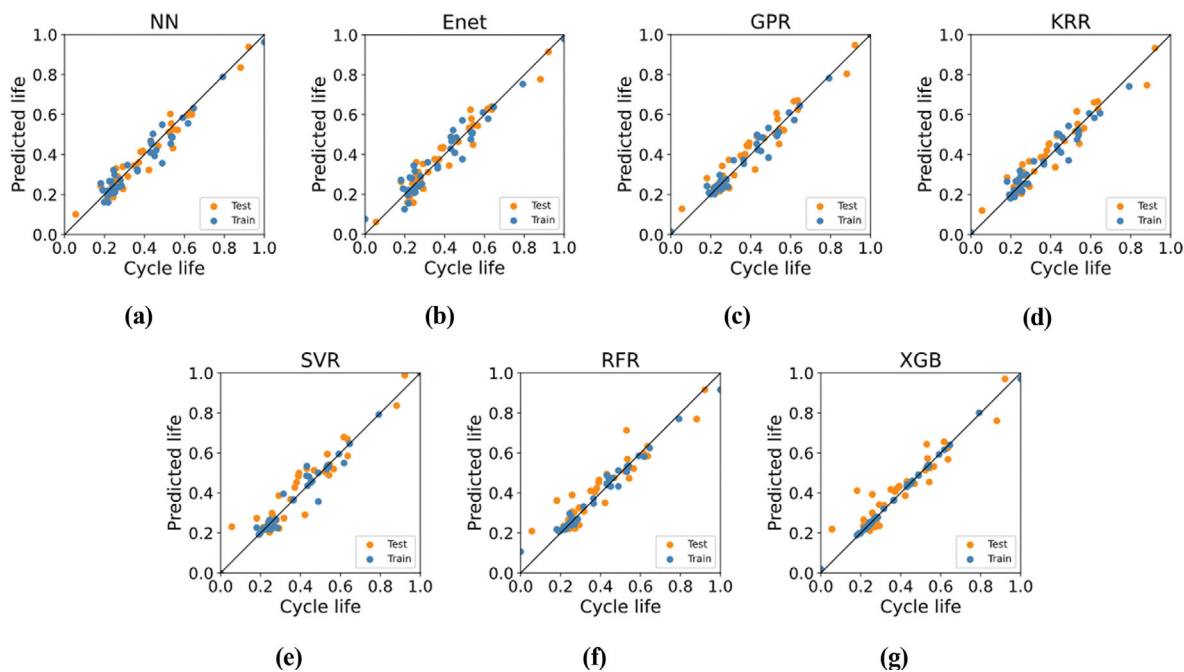 NN Enet GPR KRR
1.0 1.0 1.0 1.0
0.8 0.8 0.8 0.8
0.6 0.6 0.6 0.6
0.4 0.4 0.4 0.4
0.2 0.2 0.2 0.2
0.0 0.0 0.0 0.0
Predicted life Predicted life Predicted life Predicted life
Test Test Test Test
Train Train Train Train
0.0 0.2 0.4 0.6 0.8 1.0 0.0 0.2 0.4 0.6 0.8 1.0 0.0 0.2 0.4 0.6 0.8 1.0 0.0 0.2 0.4 0.6 0.8 1.0
Cycle life Cycle life Cycle life Cycle life
(a) (b) (c) (d)
SVR RFR XGB
1.0 1.0 1.0
0.8 0.8 0.8
0.6 0.6 0.6
0.4 0.4 0.4
0.2 0.2 0.2
0.0 0.0 0.0
Predicted life Predicted life Predicted life
Test Test Test
Train Train Train
0.0 0.2 0.4 0.6 0.8 1.0 0.0 0.2 0.4 0.6 0.8 1.0 0.0 0.2 0.4 0.6 0.8 1.0
Cycle life Cycle life Cycle life
(e) (f) (g)